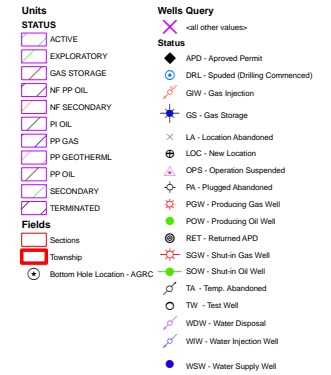 Units
STATUS
ACTIVE
EXPLORATORY
GAS STORAGE
NF PP OIL
NF SECONDARY
PI OIL
PP GAS
PP GEOTHERML
PP OIL
SECONDARY
TERMINATED
Fields
Sections
Township
Bottom Hole Location - AGRC
Wells Query
<all other values>
Status
APD - Aproved Permit
DRL - Spuded (Drilling Commenced)
GIW - Gas Injection
GS - Gas Storage
LA - Location Abandoned
LOC - New Location
OPS - Operation Suspended
PA - Plugged Abandoned
PGW - Producing Gas Well
POW - Producing Oil Well
RET - Returned APD
SGW - Shut-in Gas Well
SOW - Shut-in Oil Well
TA - Temp. Abandoned
TW - Test Well
WDW - Water Disposal
WIW - Water Injection Well
WSW - Water Supply Well